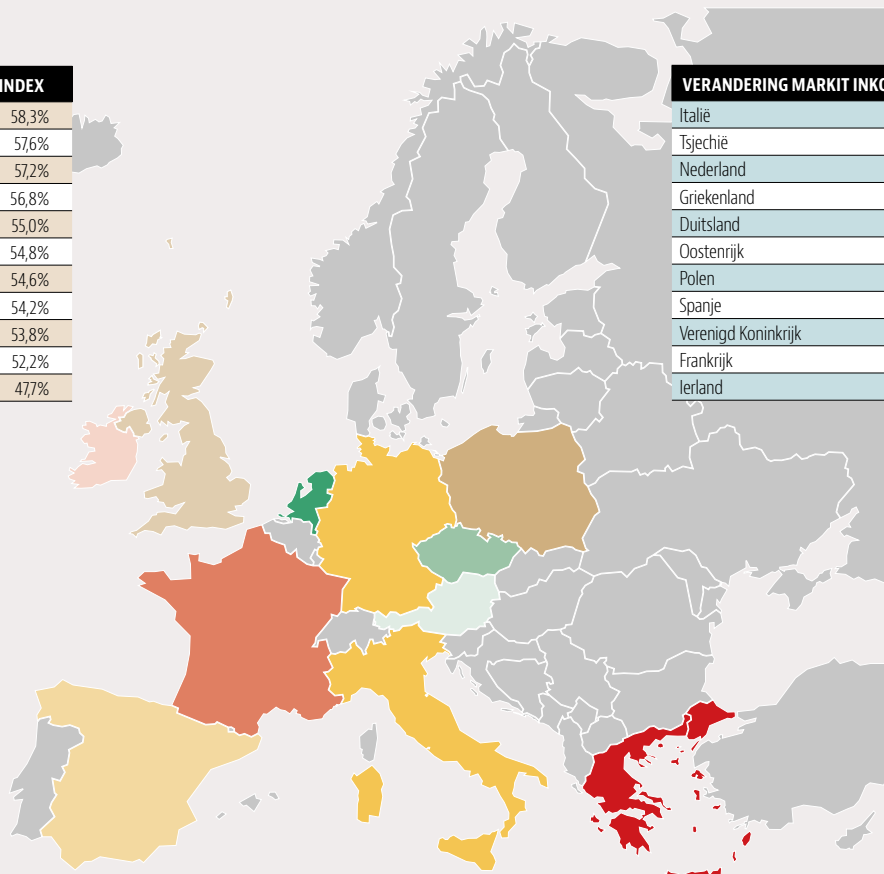 INDEX
58,3%
57,6%
57,2%
56,8%
55,0%
54,8%
54,6%
54,2%
53,8%
52,2%
47,7%
VERANDERING MARKIT INKO
Italië
Tsjechië
Nederland
Griekenland
Duitsland
Oostenrijk
Polen
Spanje
Verenigd Koninkrijk
Frankrijk
Ierland